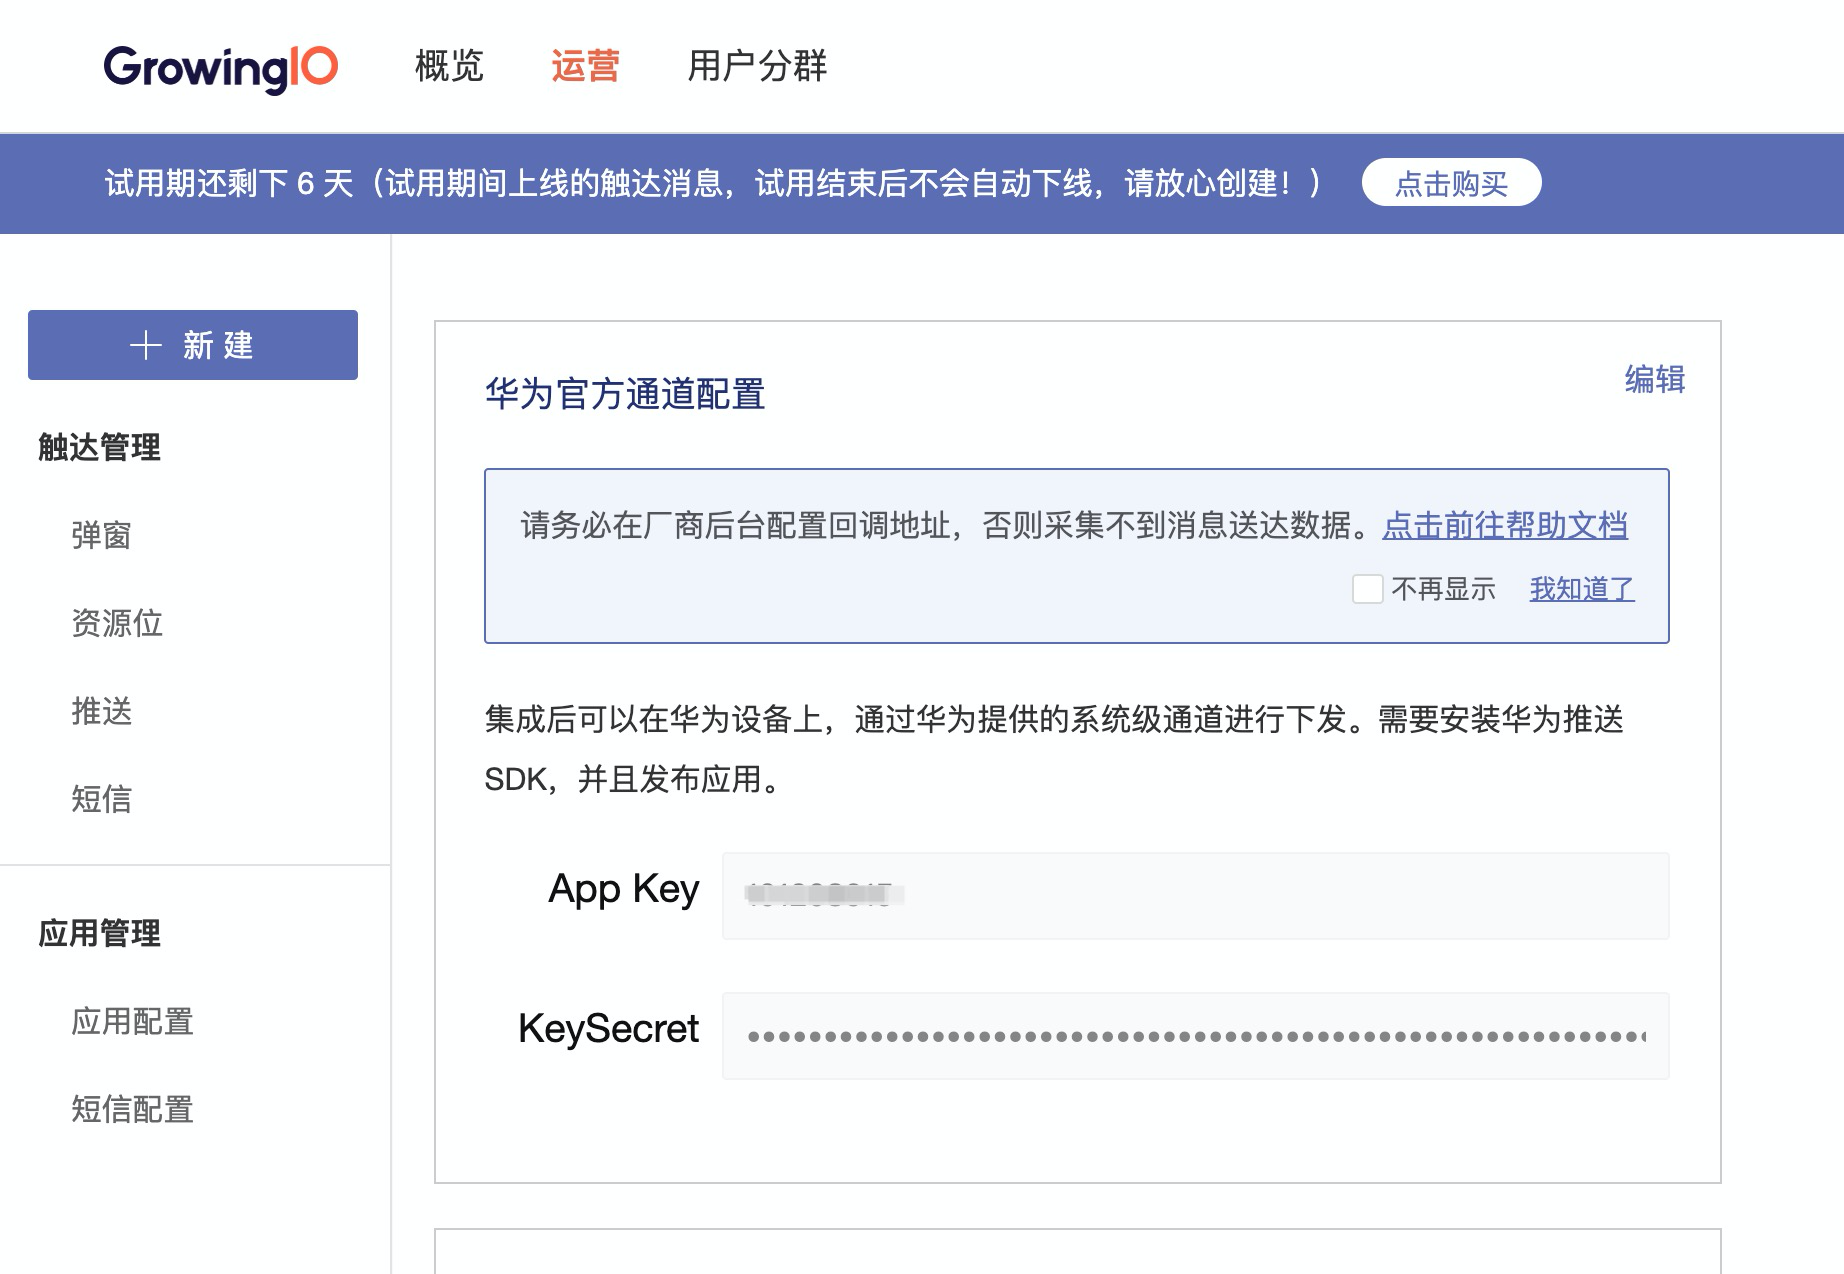 GrowingIO 概览 运营 用户分群
试用期还剩下 6 天（试用期间上线的触达消息，试用结束后不会自动下线，请放心创建！） 点击购买
新 建
触达管理
弹窗
资源位
推送
短信
应用管理
应用配置
短信配置
华为官方通道配置
编辑
请务必在厂商后台配置回调地址，否则采集不到消息送达数据。点击前往帮助文档
不再显示 我知道了
集成后可以在华为设备上，通过华为提供的系统级通道进行下发。需要安装华为推送
SDK，并且发布应用。
App Key
KeySecret